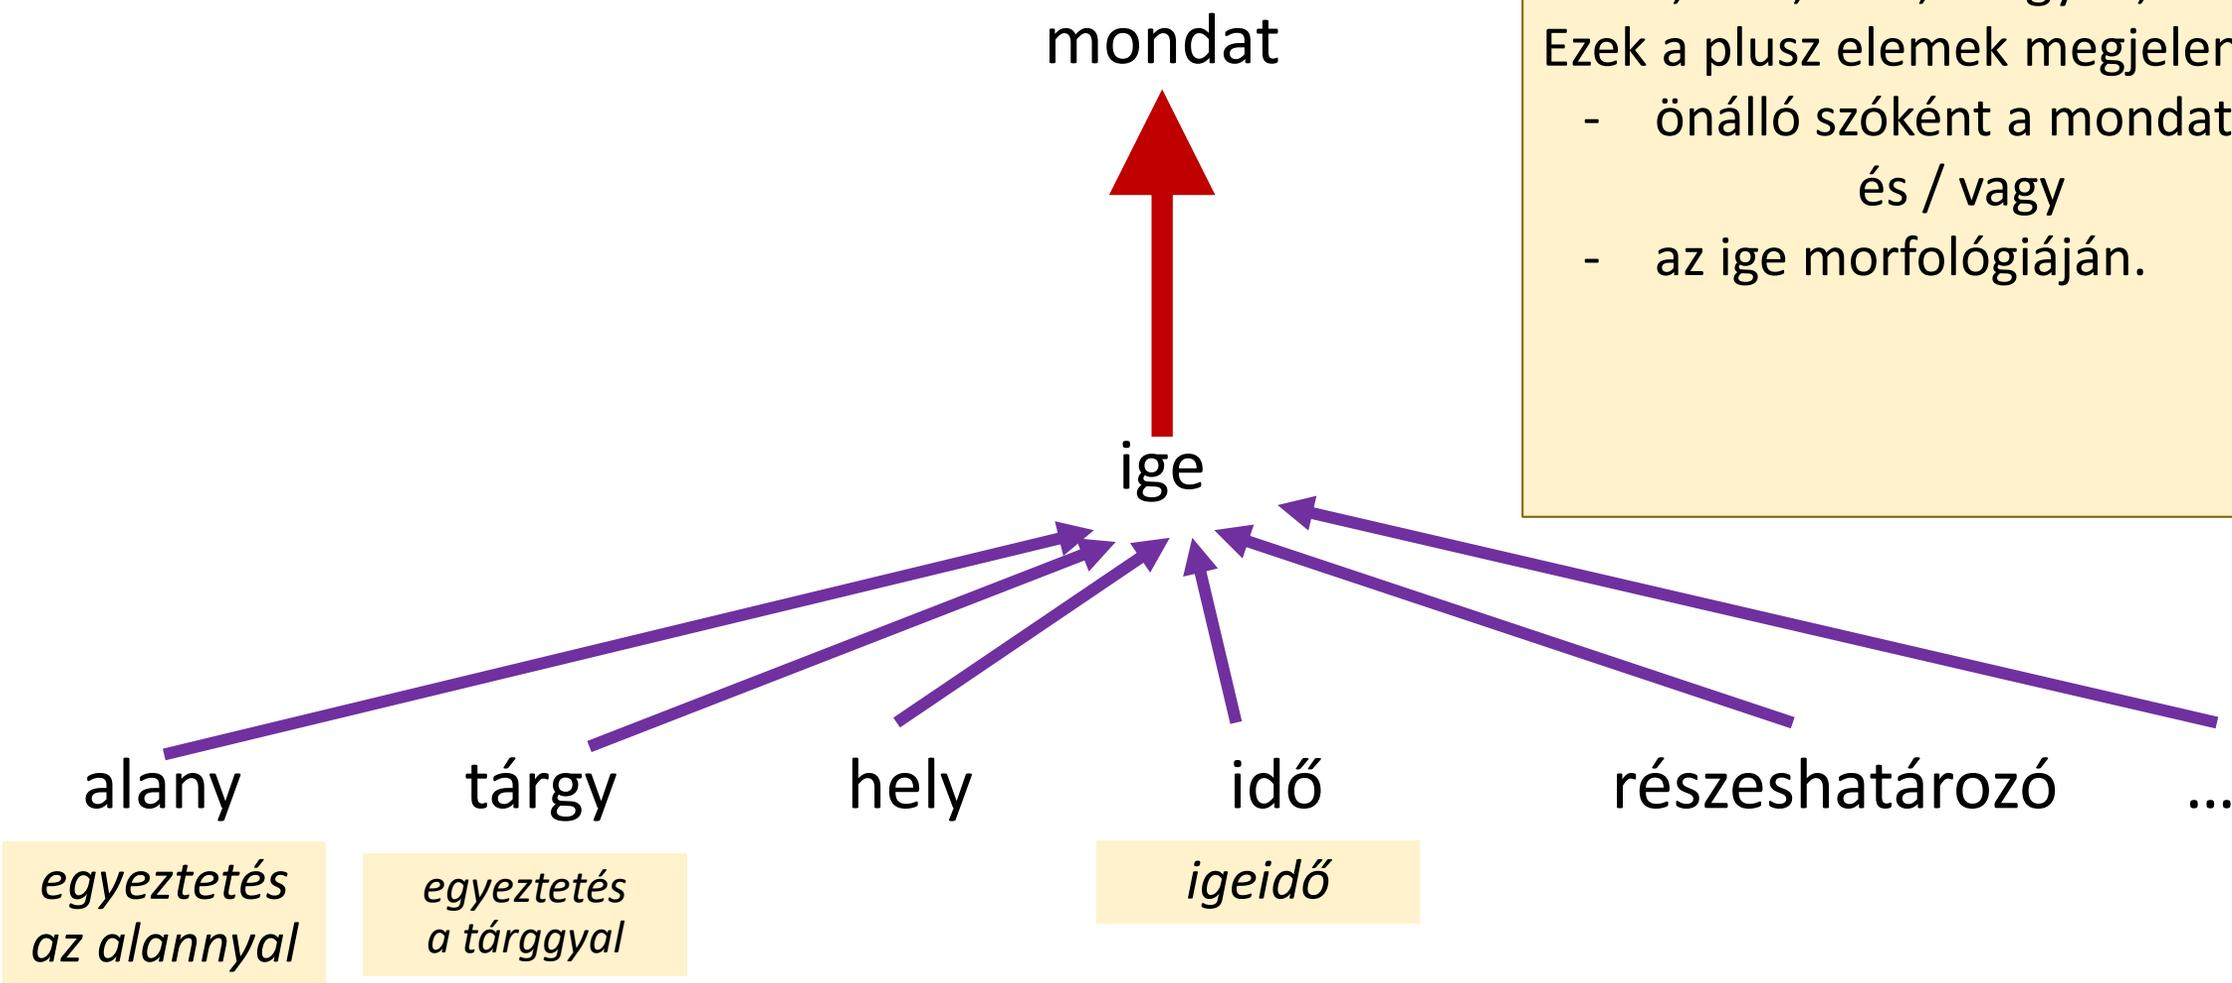 mondat
Ezek a plusz elemek megjelen
- önálló szóként a mondat
és / vagy
- az ige morfológiáján.
ige
alany tárgy hely idő részeshatározó ...
egyeztetés
az alannyal
egyeztetés
a tárggyal
igeidő